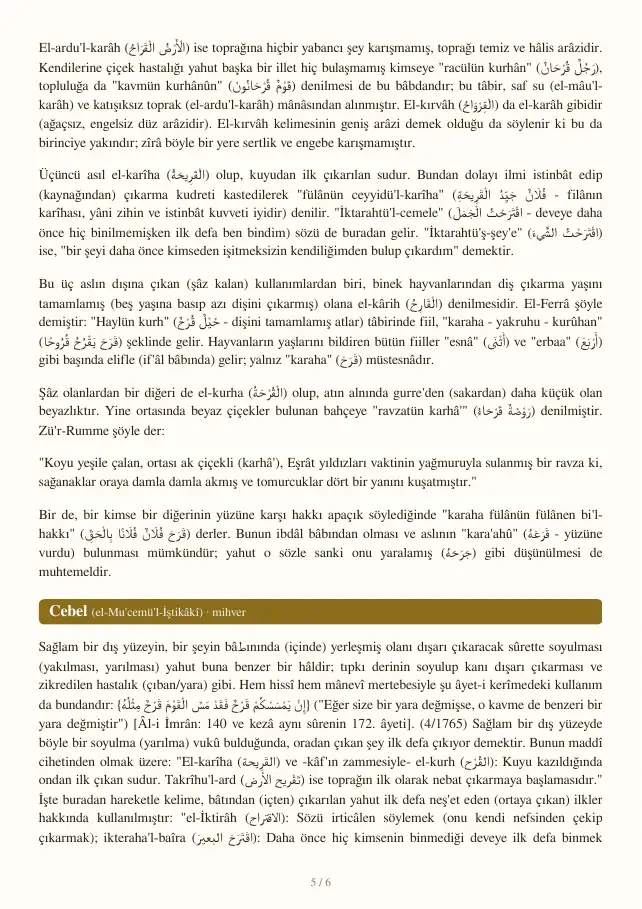 El-ardu'l-karâh (الْأَرْضُ الْقَرَاحُ) ise toprağına hiçbir yabancı şey karışmamış, toprağı temiz ve hâlis arâzidir.
Kendilerine çiçek hastalığı yahut başka bir illet hiç bulaşmamış kimseye "racülün kurhân" (رَجُلٌ قُرْحَانٌ),
topluluğa da "kavmün kurhânûn" (قَوْمٌ قُرْحَانُونَ) denilmesi de bu bâbdandır; bu tâbir, saf su (el-mâu'l-
karâh) ve katışıksız toprak (el-ardu'l-karâh) mânâsından alınmıştır. El-kırvâh (الْقِرْوَاحُ) da el-karâh gibidir
(ağaçsız, engelsiz düz arâzidir). El-kırvâh kelimesinin geniş arâzi demek olduğu da söylenir ki bu da
birinciye yakındır; zîrâ böyle bir yere sertlik ve engebe karışmamıştır.
Üçüncü asıl el-karîha (الْقَرِيحَةُ) olup, kuyudan ilk çıkarılan sudur. Bundan dolayı ilmi istinbât edip
(kaynağından) çıkarma kudreti kastedilerek "fülânün ceyyidü'l-karîha" (فُلَانٌ جَيِّدُ الْقَرِيحَةِ - filânın
karîhası, yâni zihin ve istinbât kuvveti iyidir) denilir. "İktarahtü'l-cemele" (اقْتَرَحْتُ الْجَمَلَ - deveye daha
önce hiç binilmemişken ilk defa ben bindim) sözü de buradan gelir. "İktarahtü'ş-şey'e" (اقْتَرَحْتُ الشَّيْءَ)
ise, "bir şeyi daha önce kimseden işitmeksizin kendiliğimden bulup çıkardım" demektir.
Bu üç aslın dışına çıkan (şâz kalan) kullanımlardan biri, binek hayvanlarından diş çıkarma yaşını
tamamlamış (beş yaşına basıp azı dişini çıkarmış) olana el-kârih (الْقَارِحُ) denilmesidir. El-Ferrâ şöyle
demiştir: "Haylün kurh" (خَيْلٌ قُرَّحٌ - dişini tamamlamış atlar) tâbirinde fiil, "karaha - yakruhu - kurûhan"
(قَرَحَ يَقْرُحُ قُرُوحًا) şeklinde gelir. Hayvanların yaşlarını bildiren bütün fiiller "esnâ" (أَثْنَى) ve "erbaa" (أَرْبَعَ)
gibi başında elifle (if'âl bâbında) gelir; yalnız "karaha" (قَرَحَ) müstesnâdır.
Şâz olanlardan bir diğeri de el-kurha (الْقُرْحَةُ) olup, atın alnında gurre'den (sakardan) daha küçük olan
beyazlıktır. Yine ortasında beyaz çiçekler bulunan bahçeye "ravzatün karhâ'" (رَوْضَةٌ قَرْحَاءُ) denilmiştir.
Zü'r-Rumme şöyle der:
"Koyu yeşile çalan, ortası ak çiçekli (karhâ'), Eşrât yıldızları vaktinin yağmuruyla sulanmış bir ravza ki,
sağanaklar oraya damla damla akmış ve tomurcuklar dört bir yanını kuşatmıştır."
Bir de, bir kimse bir diğerinin yüzüne karşı hakkı apaçık söylediğinde "karaha fülânün fülânen bi'l-
hakkı" (قَرَحَ فُلَانٌ فُلَانًا بِالْحَقِّ) derler. Bunun ibdâl bâbından olması ve aslının "kara'ahû" (قَرَعَهُ - yüzüne
vurdu) bulunması mümkündür; yahut o sözle sanki onu yaralamış (جَرَحَهُ) gibi düşünülmesi de
muhtemeldir.
Cebel (el-Mu'cemü'l-İştikâkî) · mihver
Sağlam bir dış yüzeyin, bir şeyin bâطnında (içinde) yerleşmiş olanı dışarı çıkaracak sûrette soyulması
(yakılması, yarılması) yahut buna benzer bir hâldir; tıpkı derinin soyulup kanı dışarı çıkarması ve
zikredilen hastalık (çıban/yara) gibi. Hem hissî hem mânevî mertebesiyle şu âyet-i kerîmedeki kullanım
da bundandır: {إِنْ يَمْسَسْكُمْ قَرْحٌ فَقَدْ مَسَّ الْقَوْمَ قَرْحٌ مِثْلُهُ} ("Eğer size bir yara değmişse, o kavme de benzeri bir
yara değmiştir") [Âl-i İmrân: 140 ve kezâ aynı sûrenin 172. âyeti]. (4/1765) Sağlam bir dış yüzeyde
böyle bir soyulma (yarılma) vukû bulduğunda, oradan çıkan şey ilk defa çıkıyor demektir. Bunun maddî
cihetinden olmak üzere: "El-karîha (القريحة) ve -kâf'ın zammesiyle- el-kurh (القُرْح): Kuyu kazıldığında
ondan ilk çıkan sudur. Takrîhu'l-ard (تقريح الأرض) ise toprağın ilk olarak nebat çıkarmaya başlamasıdır."
İşte buradan hareketle kelime, bâtından (içten) çıkarılan yahut ilk defa neş'et eden (ortaya çıkan) ilkler
hakkında kullanılmıştır: "el-İktirâh (الاقتراح): Sözü irticâlen söylemek (onu kendi nefsinden çekip
çıkarmak); ikteraha'l-baîra (اقْتَرَحَ البعيرَ): Daha önce hiç kimsenin binmediği deveye ilk defa binmek
5 / 6